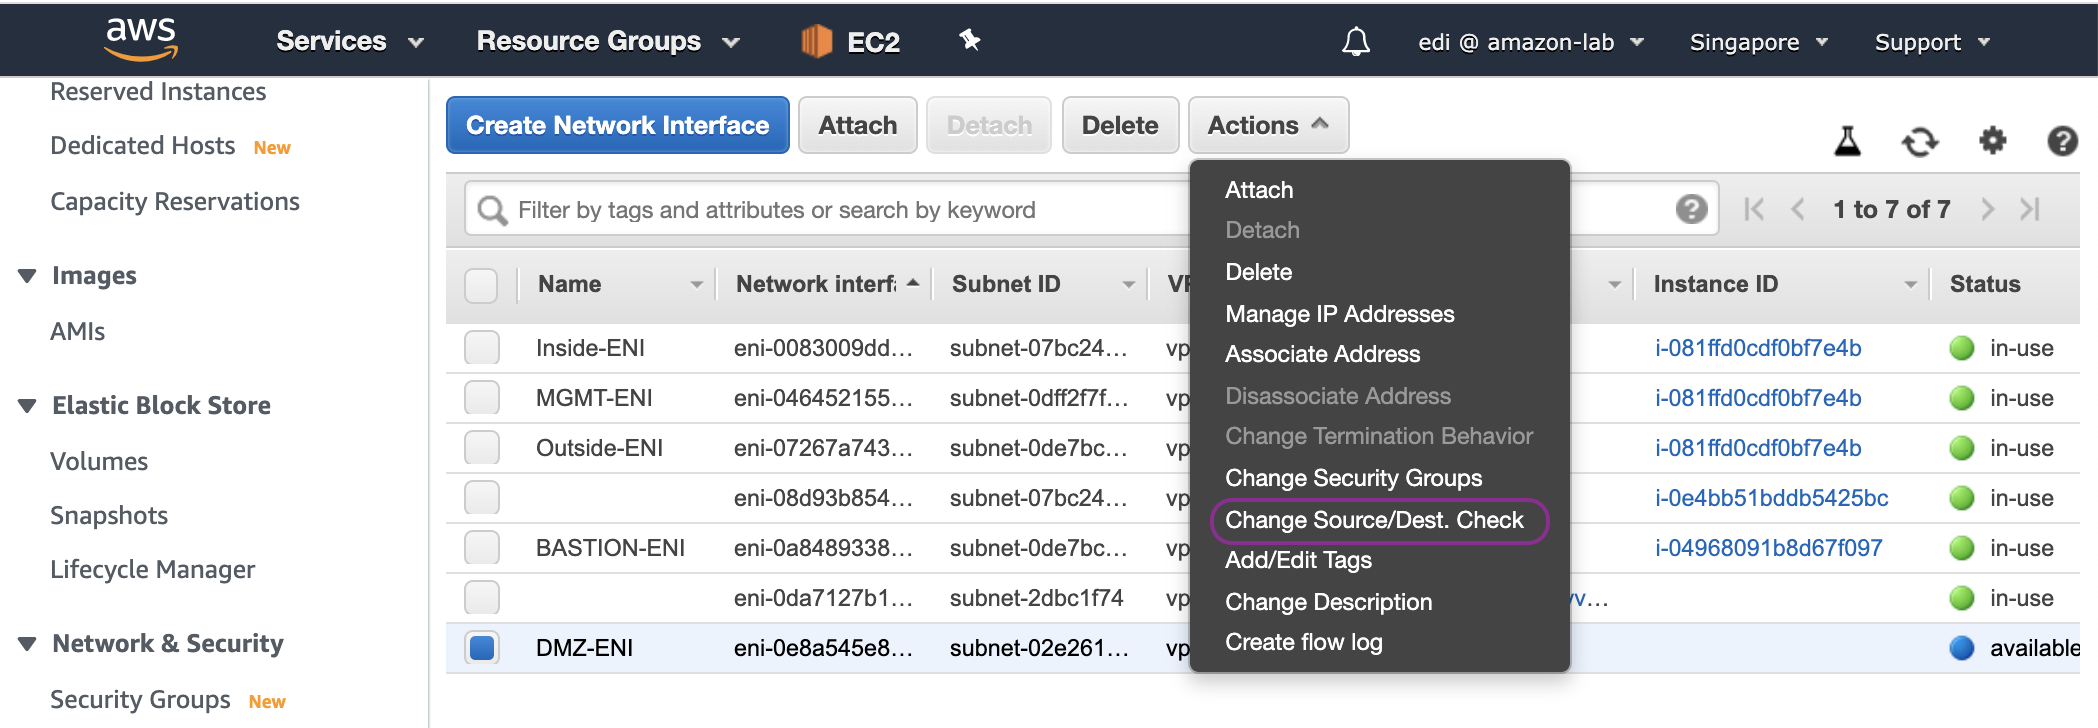 aws Services Resource Groups EC2 edi @ amazon-lab Singapore Support
Reserved Instances
Dedicated Hosts New
Capacity Reservations
Images
AMIs
Elastic Block Store
Volumes
Snapshots
Lifecycle Manager
Network & Security
Security Groups New
Create Network Interface Attach Detach Delete Actions
Filter by tags and attributes or search by keyword
1 to 7 of 7
Name Network interf Subnet ID VP Instance ID Status
Inside-ENI eni-0083009dd... subnet-07bc24... vp i-081ffd0cdf0bf7e4b in-use
MGMT-ENI eni-046452155... subnet-0dff2f7f... vp i-081ffd0cdf0bf7e4b in-use
Outside-ENI eni-07267a743... subnet-0de7bc... vp i-081ffd0cdf0bf7e4b in-use
eni-08d93b854... subnet-07bc24... vp i-0e4bb51bddb5425bc in-use
BASTION-ENI eni-0a8489338... subnet-0de7bc... vp i-04968091b8d67f097 in-use
eni-0da7127b1... subnet-2dbc1f74 vp in-use
DMZ-ENI eni-0e8a545e8... subnet-02e261... vp available
Attach
Detach
Delete
Manage IP Addresses
Associate Address
Disassociate Address
Change Termination Behavior
Change Security Groups
Change Source/Dest. Check
Add/Edit Tags
Change Description
Create flow log